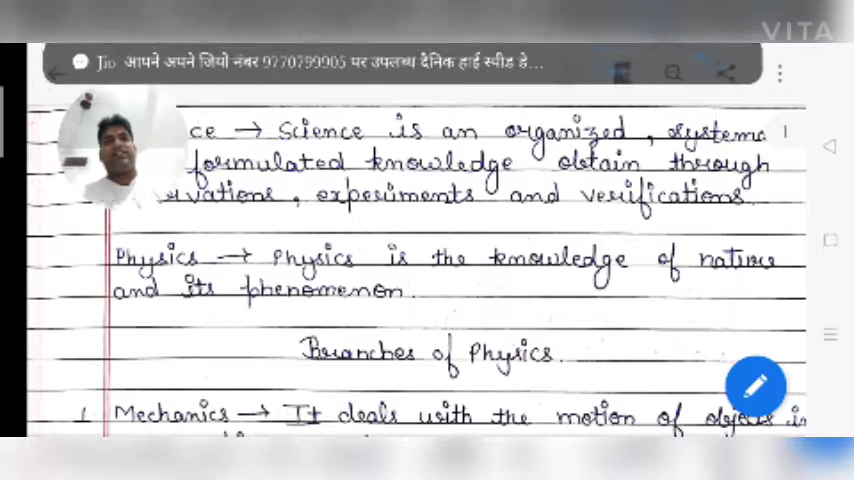 VITA
Jio आपने अपने जियो नंबर 9770799905 पर उपलब्ध दैनिक हाई स्पीड डे...
1
ce → Science is an organized, systema
formulated knowledge obtain through
rvations, experiments and verifications.
Physics → Physics is the knowledge of nature
and its phenomenon.
Branches of Physics.
1 Mechanics → It deals with the motion of objects in